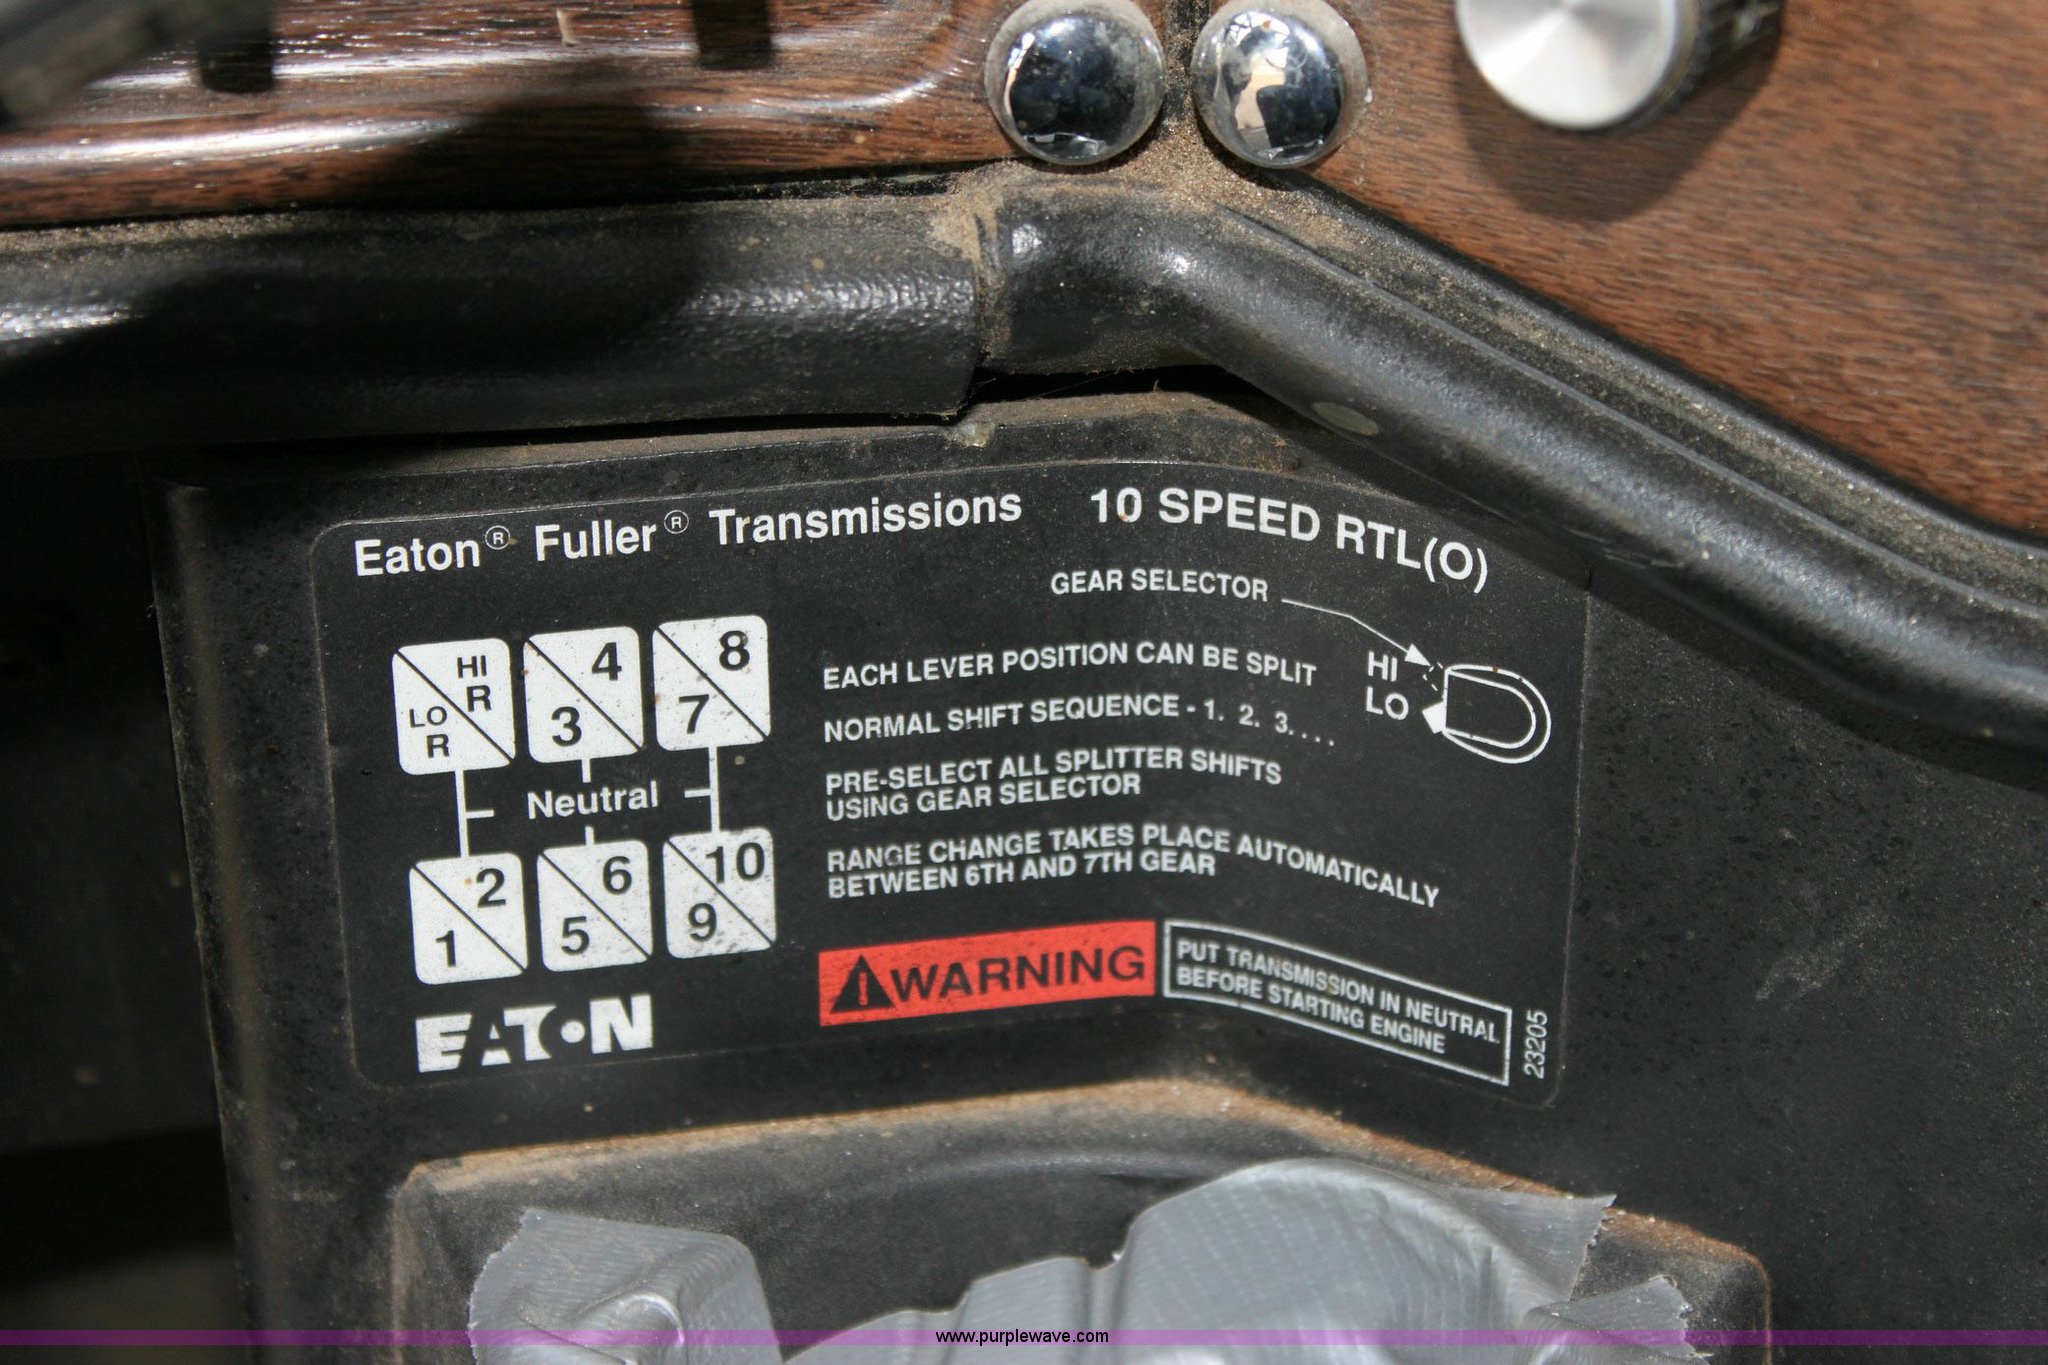 Eaton® Fuller® Transmissions 10 SPEED RTL(O)
GEAR SELECTOR
HI
R
LO
R
4
3
8
7
Neutral
2
1
6
5
10
9
EATON
EACH LEVER POSITION CAN BE SPLIT
NORMAL SHIFT SEQUENCE - 1. 2. 3. . . .
PRE-SELECT ALL SPLITTER SHIFTS
USING GEAR SELECTOR
RANGE CHANGE TAKES PLACE AUTOMATICALLY
BETWEEN 6TH AND 7TH GEAR
HI
LO
WARNING
PUT TRANSMISSION IN NEUTRAL
BEFORE STARTING ENGINE
23205
www.purplewave.com